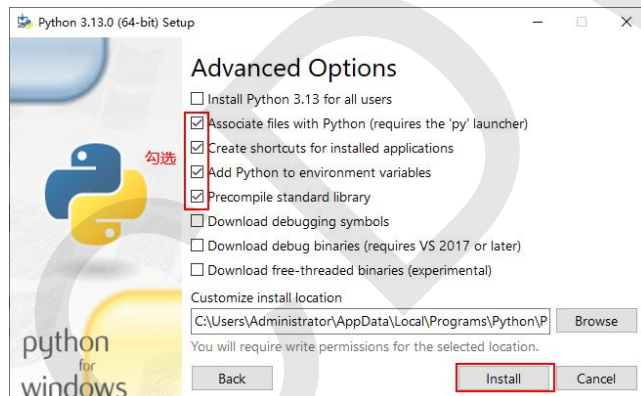 Python 3.13.0 (64-bit) Setup
Advanced Options
Install Python 3.13 for all users
Associate files with Python (requires the 'py' launcher)
Create shortcuts for installed applications
勾选
Add Python to environment variables
Precompile standard library
Download debugging symbols
Download debug binaries (requires VS 2017 or later)
Download free-threaded binaries (experimental)
Customize install location
C:\Users\Administrator\AppData\Local\Programs\Python\P
Browse
You will require write permissions for the selected location.
python
for
windows
Back
Install
Cancel